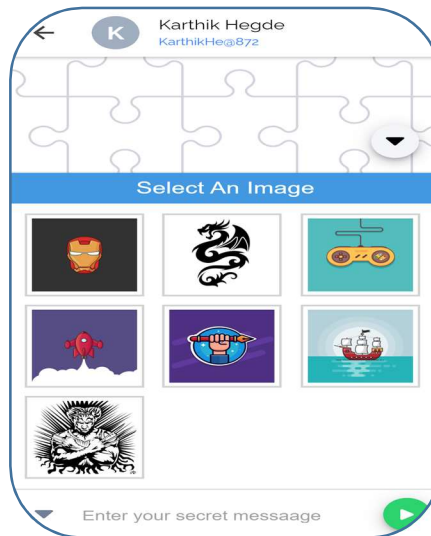 K
Karthik Hegde
KarthikHe@872
Select An Image
Enter your secret messaage